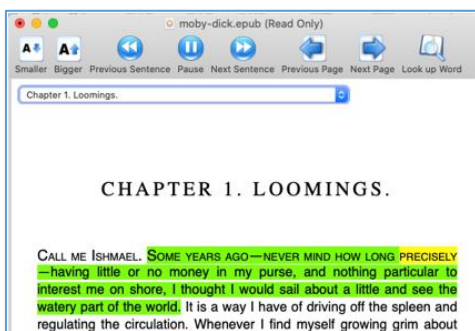 moby-dick.epub (Read Only)
A A
Smaller Bigger Previous Sentence Pause Next Sentence Previous Page Next Page Look up Word
Chapter 1. Loomings.
CHAPTER 1. LOOMINGS.
CALL ME ISHMAEL. SOME YEARS AGO—NEVER MIND HOW LONG PRECISELY
—having little or no money in my purse, and nothing particular to
interest me on shore, I thought I would sail about a little and see the
watery part of the world. It is a way I have of driving off the spleen and
regulating the circulation. Whenever I find myself growing grim about